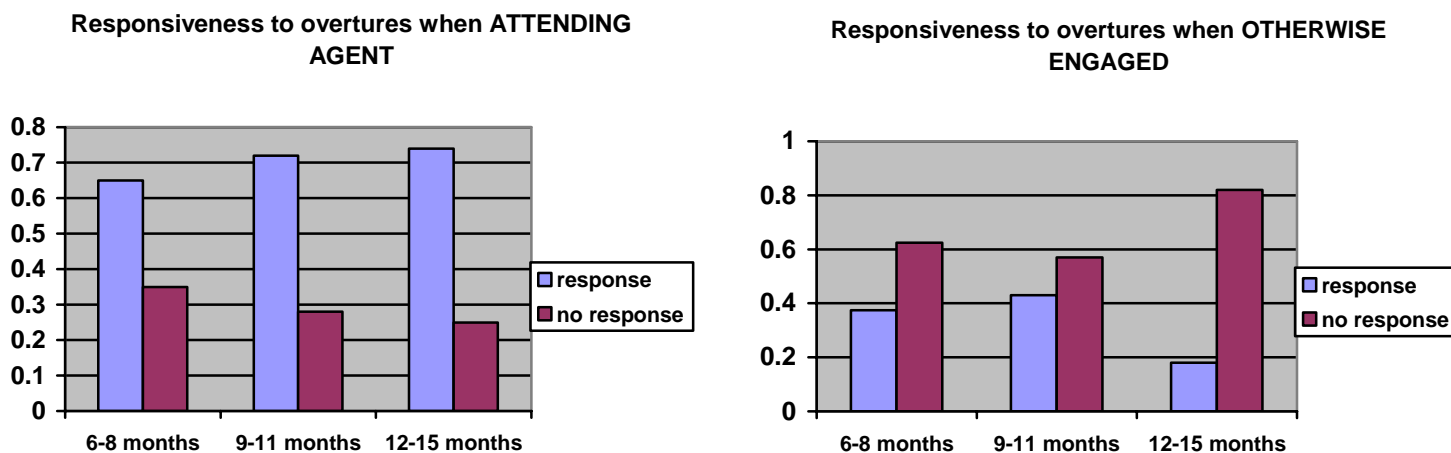 Responsiveness to overtures when ATTENDING
AGENT
0.8
0.7
0.6
0.5
0.4
0.3
0.2
0.1
0
6-8 months 9-11 months 12-15 months
response
no response
Responsiveness to overtures when OTHERWISE
ENGAGED
1
0.8
0.6
0.4
0.2
0
6-8 months 9-11 months 12-15 months
response
no response